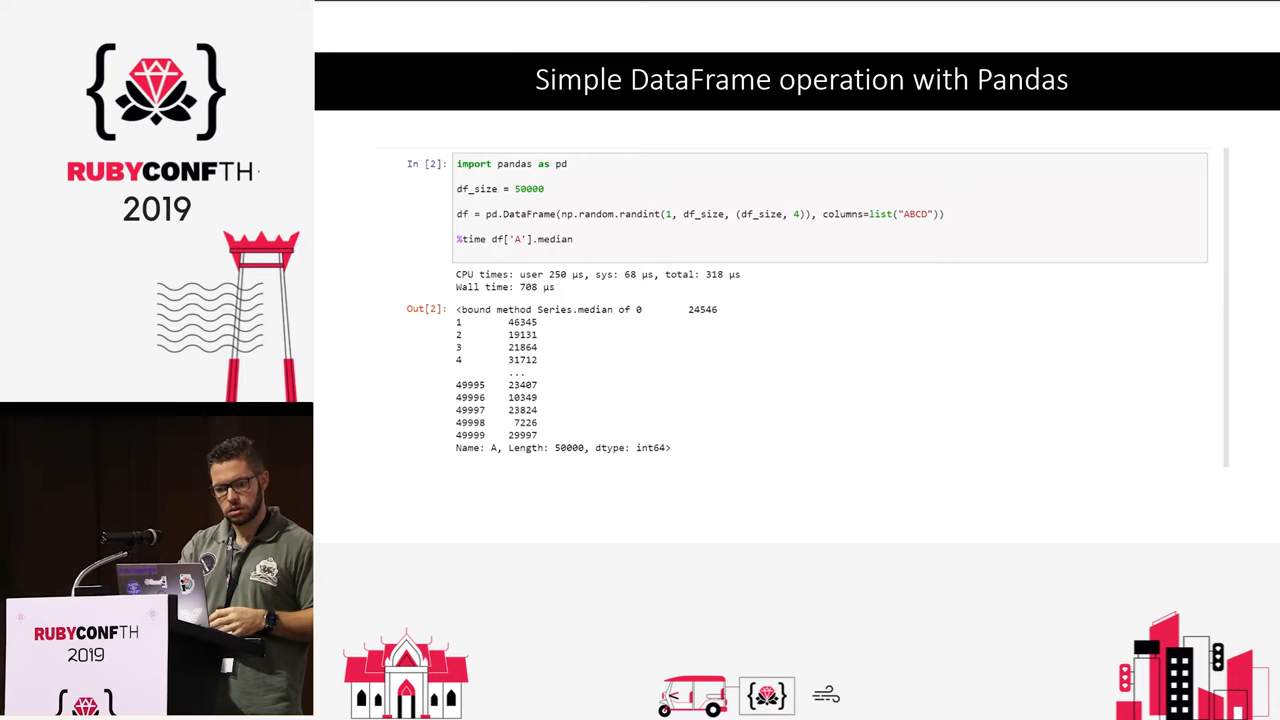 RUBYCONFTH
2019
Simple DataFrame operation with Pandas
In [2]:
import pandas as pd
df_size = 50000
df = pd.DataFrame(np.random.randint(1, df_size, (df_size, 4)), columns=list("ABCD"))
%time df['A'].median
CPU times: user 250 µs, sys: 68 µs, total: 318 µs
Wall time: 708 µs
Out[2]:
<bound method Series.median of 0        24546
1        46345
2        19131
3        21864
4        31712
...
49995    23407
49996    10349
49997    23824
49998     7226
49999    29997
Name: A, Length: 50000, dtype: int64>
RUBYCONFTH
2019